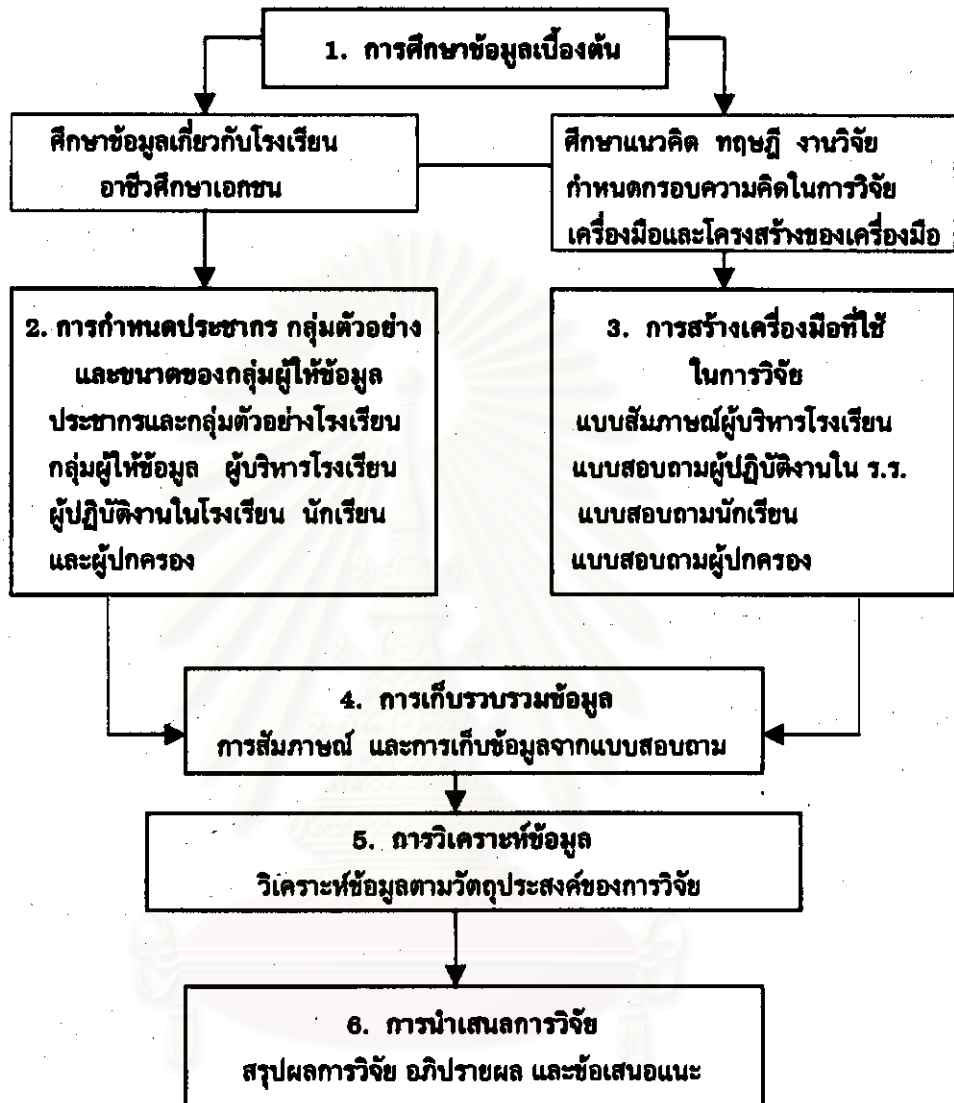 1. การศึกษาข้อมูลเบื้องต้น
ศึกษาข้อมูลเกี่ยวกับโรงเรียน
อาชีวศึกษาเอกชน
ศึกษาแนวคิด ทฤษฎี งานวิจัย
กำหนดกรอบความคิดในการวิจัย
เครื่องมือและโครงสร้างของเครื่องมือ
2. การกำหนดประชากร กลุ่มตัวอย่าง
และขนาดของกลุ่มผู้ให้ข้อมูล
ประชากรและกลุ่มตัวอย่างโรงเรียน
กลุ่มผู้ให้ข้อมูล ผู้บริหารโรงเรียน
ผู้ปฏิบัติงานในโรงเรียน นักเรียน
และผู้ปกครอง
3. การสร้างเครื่องมือที่ใช้
ในการวิจัย
แบบสัมภาษณ์ผู้บริหารโรงเรียน
แบบสอบถามผู้ปฏิบัติงานใน ร.ร.
แบบสอบถามนักเรียน
แบบสอบถามผู้ปกครอง
4. การเก็บรวบรวมข้อมูล
การสัมภาษณ์ และการเก็บข้อมูลจากแบบสอบถาม
5. การวิเคราะห์ข้อมูล
วิเคราะห์ข้อมูลตามวัตถุประสงค์ของการวิจัย
6. การนำเสนลการวิจัย
สรุปผลการวิจัย อภิปรายผล และข้อเสนอแนะ